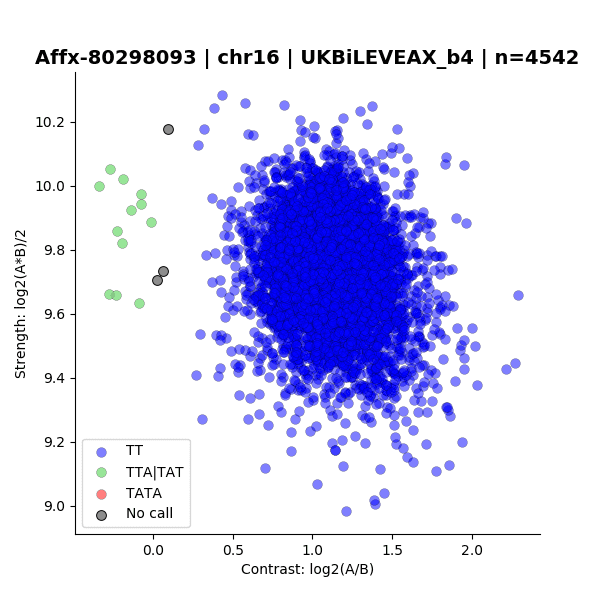 Affx-80298093 | chr16 | UKBiLEVEAX_b4 | n=4542
Strength: log2(A*B)/2
10.2
10.0
9.8
9.6
9.4
9.2
9.0
TT
TTA|TAT
TATA
No call
0.0 0.5 1.0 1.5 2.0
Contrast: log2(A/B)